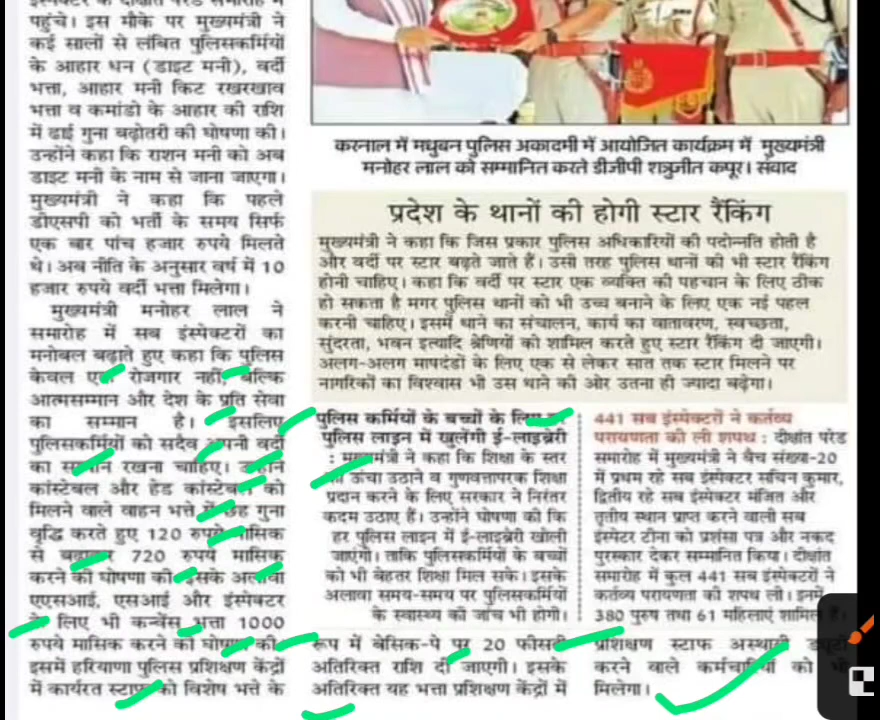 पहुंचे। इस मौके पर मुख्यमंत्री ने
कई सालों से लंबित पुलिसकर्मियों
के आहार धन (डाइट मनी), वर्दी
भत्ता, आहार मनी किट रखरखाव
भत्ता व कमांडो के आहार की राशि
में ढाई गुना बढ़ोतरी की घोषणा की।
उन्होंने कहा कि राशन मनी को अब
डाइट मनी के नाम से जाना जाएगा।
मुख्यमंत्री ने कहा कि पहले
डीएसपी को भर्ती के समय सिर्फ
एक बार पांच हजार रुपये मिलते
थे। अब नीति के अनुसार वर्ष में 10
हजार रुपये वर्दी भत्ता मिलेगा।
मुख्यमंत्री मनोहर लाल ने
समारोह में सब इंस्पेक्टरों का
मनोबल बढ़ाते हुए कहा कि पुलिस
केवल एक रोजगार नहीं, बल्कि
आत्मसम्मान और देश के प्रति सेवा
का सम्मान है। इसलिए
पुलिसकर्मियों को सदैव अपनी वर्दी
का सम्मान रखना चाहिए। उन्होंने
कांस्टेबल और हेड कांस्टेबल को
मिलने वाले वाहन भत्ते में छह गुना
वृद्धि करते हुए 120 रुपये मासिक
से बढ़ाकर 720 रुपये मासिक
करने की घोषणा की। इसके अलावा
एएसआई, एसआई और इंस्पेक्टर
के लिए भी कन्वेंस भत्ता 1000
रुपये मासिक करने की घोषणा की।
इसमें हरियाणा पुलिस प्रशिक्षण केंद्रों
में कार्यरत स्टाफ को विशेष भत्ते के
करनाल में मधुबन पुलिस अकादमी में आयोजित कार्यक्रम में मुख्यमंत्री
मनोहर लाल को सम्मानित करते डीजीपी शत्रुजीत कपूर। संवाद
प्रदेश के थानों की होगी स्टार रैंकिंग
मुख्यमंत्री ने कहा कि जिस प्रकार पुलिस अधिकारियों की पदोन्नति होती है
और वर्दी पर स्टार बढ़ते जाते हैं। उसी तरह पुलिस थानों की भी स्टार रैंकिंग
होनी चाहिए। कहा कि वर्दी पर स्टार एक व्यक्ति की पहचान के लिए ठीक
हो सकता है मगर पुलिस थानों को भी उच्च बनाने के लिए एक नई पहल
करनी चाहिए। इसमें थाने का संचालन, कार्य का वातावरण, स्वच्छता,
सुंदरता, भवन इत्यादि श्रेणियों को शामिल करते हुए स्टार रैंकिंग दी जाएगी।
अलग-अलग मापदंडों के लिए एक से लेकर सात तक स्टार मिलने पर
नागरिकों का विश्वास भी उस थाने की ओर उतना ही ज्यादा बढ़ेगा।
पुलिस कर्मियों के बच्चों के लिए हर
पुलिस लाइन में खुलेंगी ई-लाइब्रेरी
: मुख्यमंत्री ने कहा कि शिक्षा के स्तर
को ऊंचा उठाने व गुणवत्तापरक शिक्षा
प्रदान करने के लिए सरकार ने निरंतर
कदम उठाए हैं। उन्होंने घोषणा की कि
हर पुलिस लाइन में ई-लाइब्रेरी खोली
जाएंगी। ताकि पुलिसकर्मियों के बच्चों
को भी बेहतर शिक्षा मिल सके। इसके
अलावा समय-समय पर पुलिसकर्मियों
के स्वास्थ्य की जांच भी होगी।
रूप में बेसिक-पे पर 20 फीसदी
अतिरिक्त राशि दी जाएगी। इसके
अतिरिक्त यह भत्ता प्रशिक्षण केंद्रों में
441 सब इंस्पेक्टरों ने कर्तव्य
परायणता की ली शपथ : दीक्षांत परेड
समारोह में मुख्यमंत्री ने बैच संख्या-20
में प्रथम रहे सब इंस्पेक्टर सचिन कुमार,
द्वितीय रहे सब इंस्पेक्टर मंजित और
तृतीय स्थान प्राप्त करने वाली सब
इंस्पेटर टीना को प्रशंसा पत्र और नकद
पुरस्कार देकर सम्मानित किया। दीक्षांत
समारोह में कुल 441 सब इंस्पेक्टरों ने
कर्तव्य परायणता की शपथ ली। इनमें
380 पुरुष तथा 61 महिलाएं शामिल हैं।
प्रशिक्षण स्टाफ अस्थायी ड्यूटी
करने वाले कर्मचारियों को भी
मिलेगा।